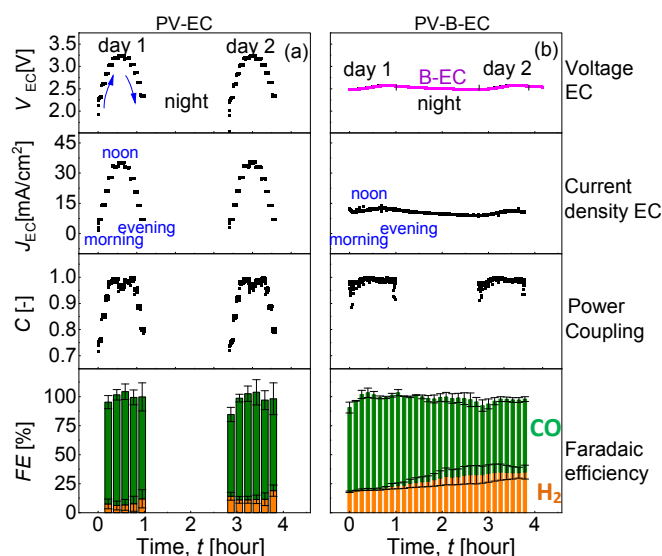 PV-EC
PV-B-EC
3.5
3.0
2.5
2.0
V EC[V]
day 1
day 2
(a)
night
(b)
day 1
B-EC
day 2
night
Voltage
EC
45
30
15
0
J EC[mA/cm²]
noon
evening
morning
noon
evening
morning
Current
density EC
1.0
0.9
0.8
0.7
C [-]
Power
Coupling
100
75
50
25
0
FE [%]
CO
H₂
Faradaic
efficiency
0 1 2 3 4
0 1 2 3 4
Time, t [hour]
Time, t [hour]